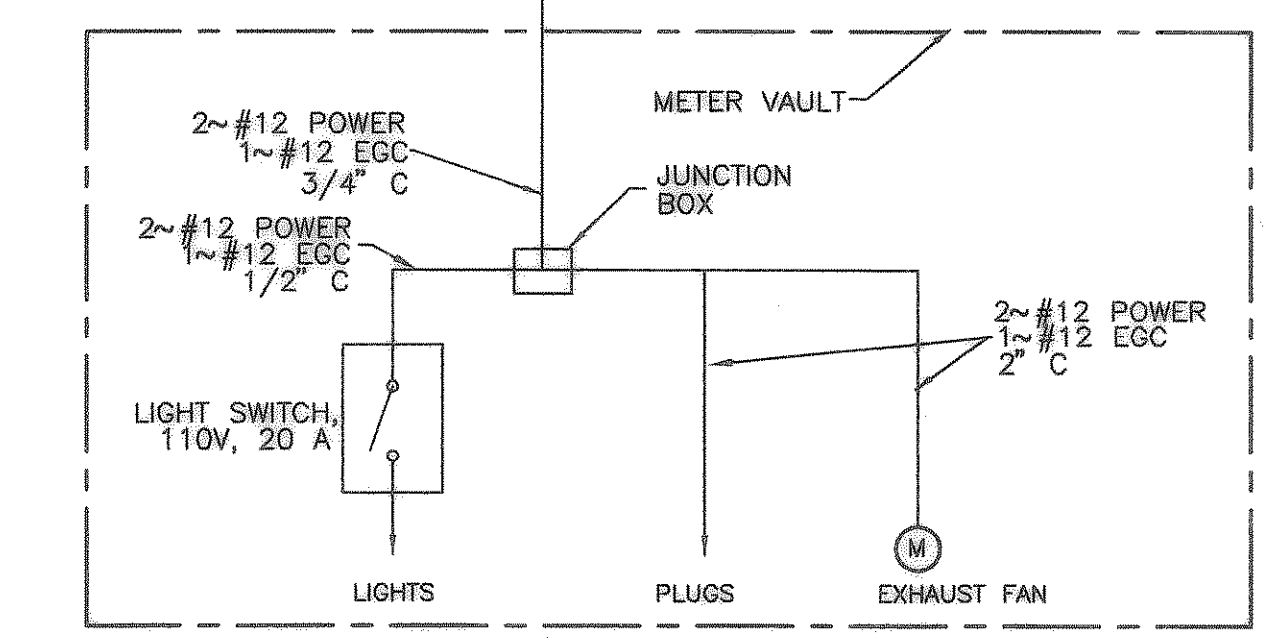 METER VAULT
2~#12 POWER
1~#12 EGC
3/4" C
JUNCTION
BOX
2~#12 POWER
1~#12 EGC
1/2" C
2~#12 POWER
1~#12 EGC
2" C
LIGHT SWITCH,
110V, 20 A
M
LIGHTS
PLUGS
EXHAUST FAN